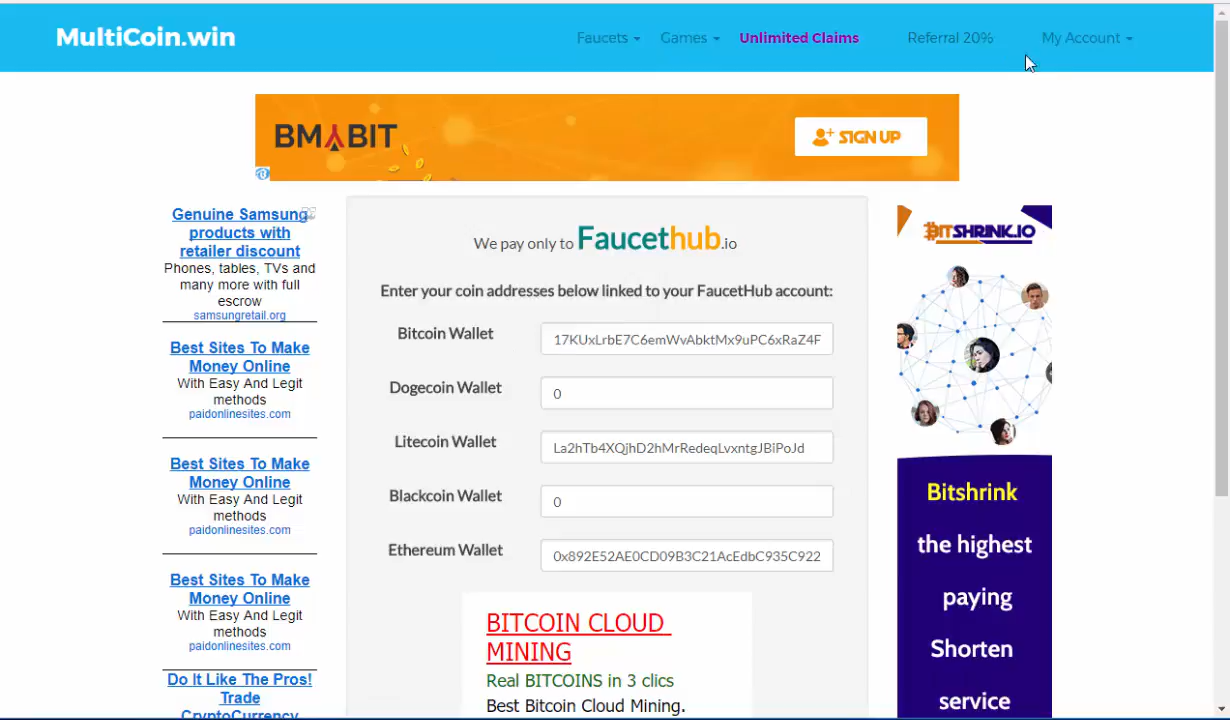 MultiCoin.win
Faucets Games Unlimited Claims Referral 20% My Account
BMYBIT
SIGN UP
Genuine Samsung
products with
retailer discount
Phones, tables, TVs and
many more with full
escrow
samsungretail.org
Best Sites To Make
Money Online
With Easy And Legit
methods
paidonlinesites.com
Best Sites To Make
Money Online
With Easy And Legit
methods
paidonlinesites.com
Best Sites To Make
Money Online
With Easy And Legit
methods
paidonlinesites.com
Do It Like The Pros!
Trade
CryptoCurrency
We pay only to Faucethub.io
Enter your coin addresses below linked to your FaucetHub account:
Bitcoin Wallet
17KUxLrbE7C6emWvAbktMx9uPC6xRaZ4F
Dogecoin Wallet
0
Litecoin Wallet
La2hTb4XQjhD2hMrRedeqLvxntgJBiPoJd
Blackcoin Wallet
0
Ethereum Wallet
0x892E52AE0CD09B3C21AcEdbC935C922
BITCOIN CLOUD
MINING
Real BITCOINS in 3 clics
Best Bitcoin Cloud Mining.
BITSHRINK.IO
Bitshrink
the highest
paying
Shorten
service